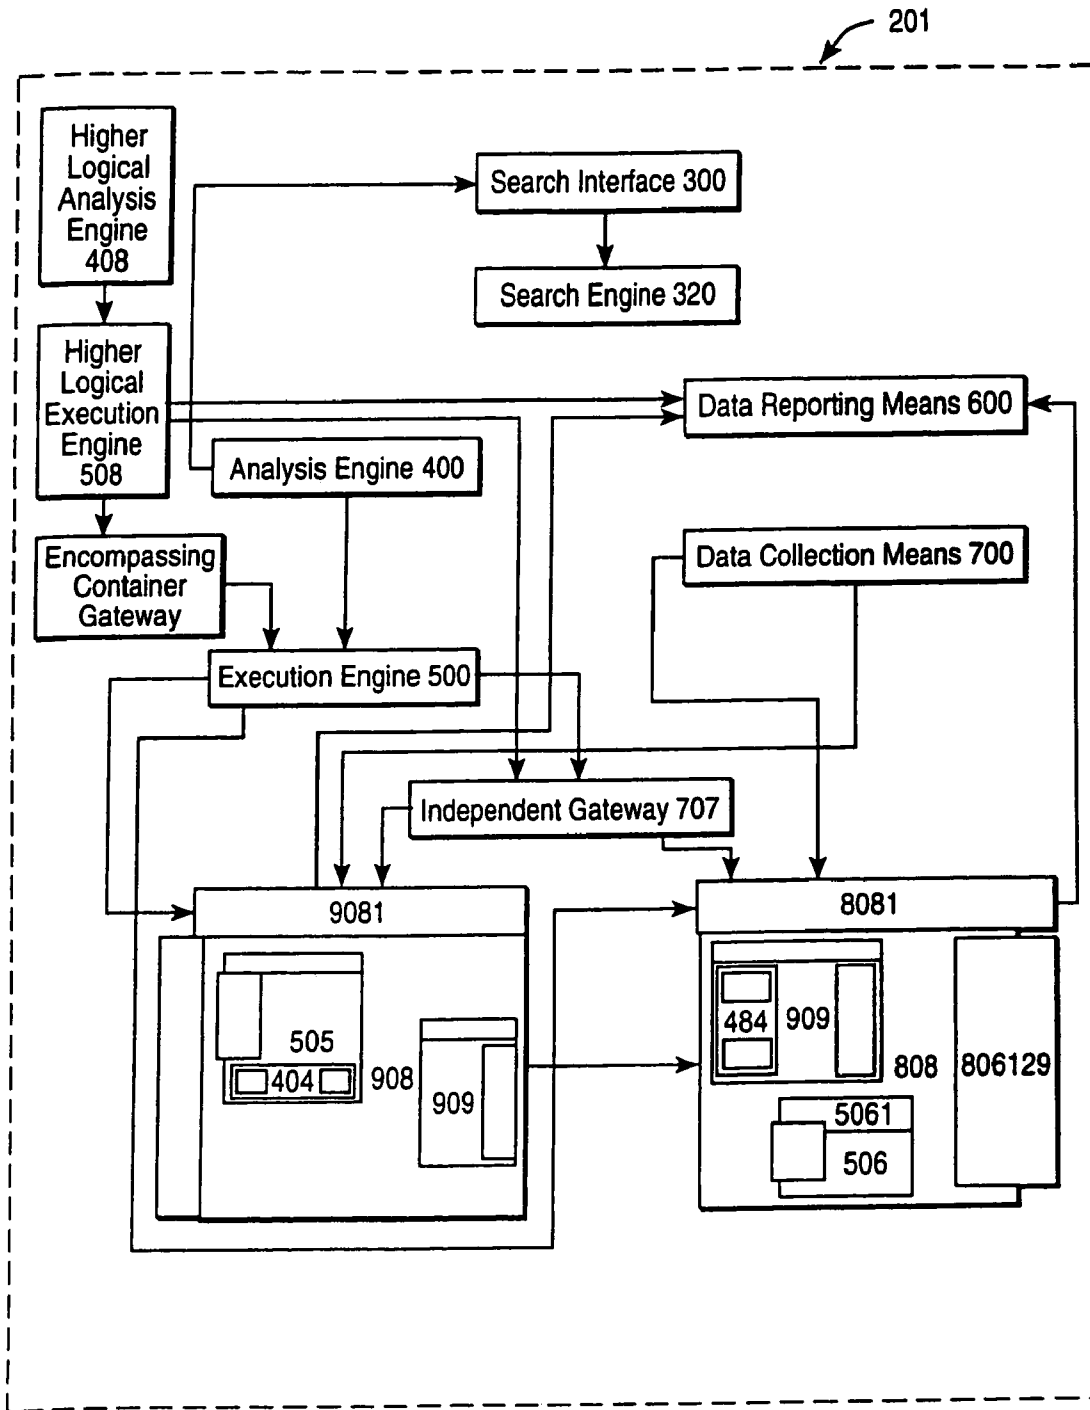 201
Higher
Logical
Analysis
Engine
408
Search Interface 300
Search Engine 320
Higher
Logical
Execution
Engine
508
Data Reporting Means 600
Analysis Engine 400
Encompassing
Container
Gateway
Data Collection Means 700
Execution Engine 500
Independent Gateway 707
9081
8081
505
404
908
909
484
909
808
806129
5061
506